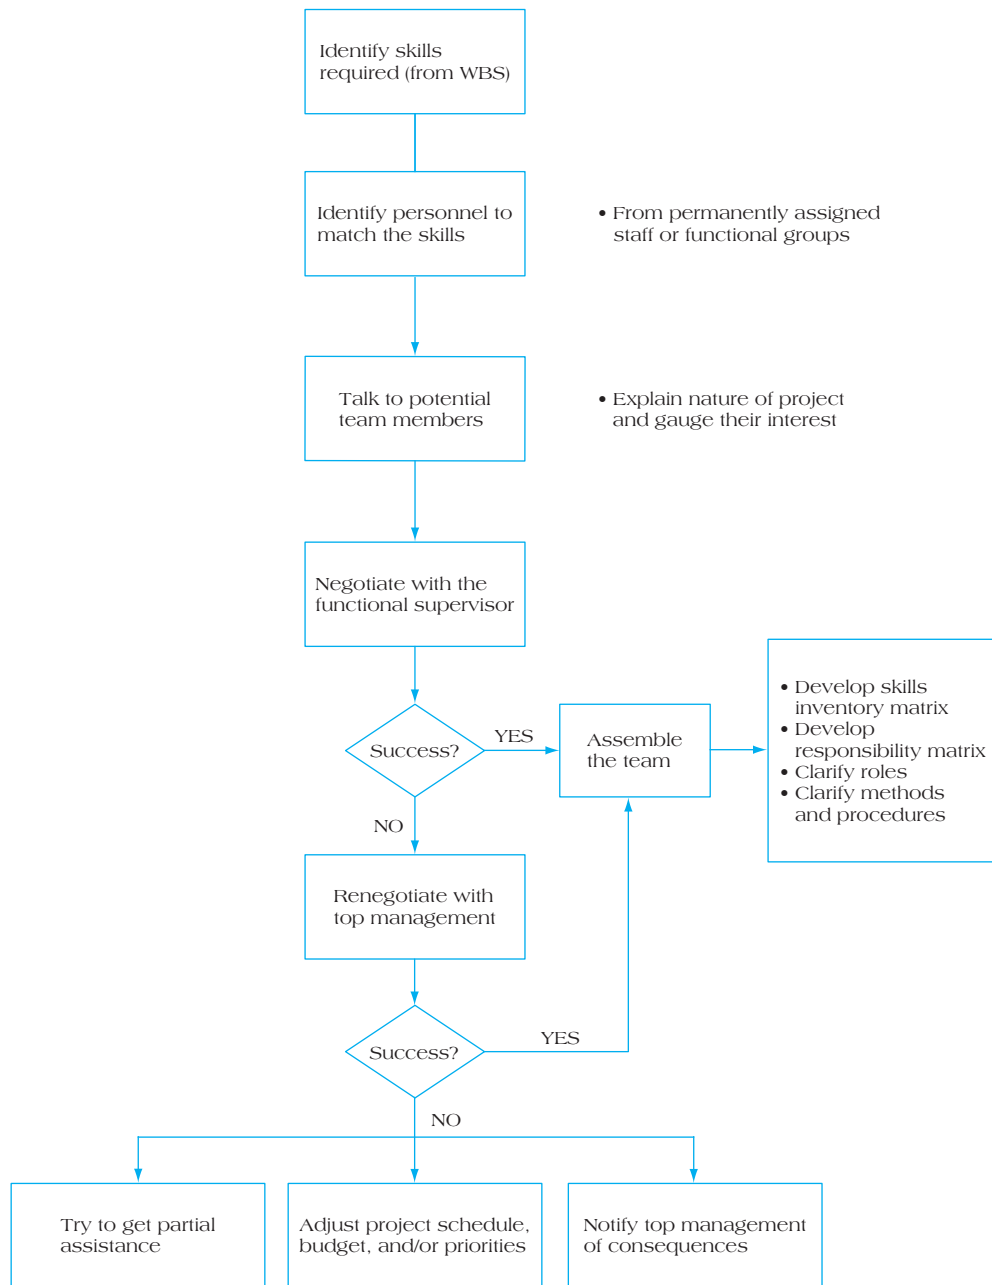 Identify skills
required (from WBS)
Identify personnel to
match the skills
• From permanently assigned
staff or functional groups
Talk to potential
team members
• Explain nature of project
and gauge their interest
Negotiate with the
functional supervisor
Success?
YES
Assemble
the team
• Develop skills
inventory matrix
• Develop
responsibility matrix
• Clarify roles
• Clarify methods
and procedures
NO
Renegotiate with
top management
Success?
YES
NO
Try to get partial
assistance
Adjust project schedule,
budget, and/or priorities
Notify top management
of consequences